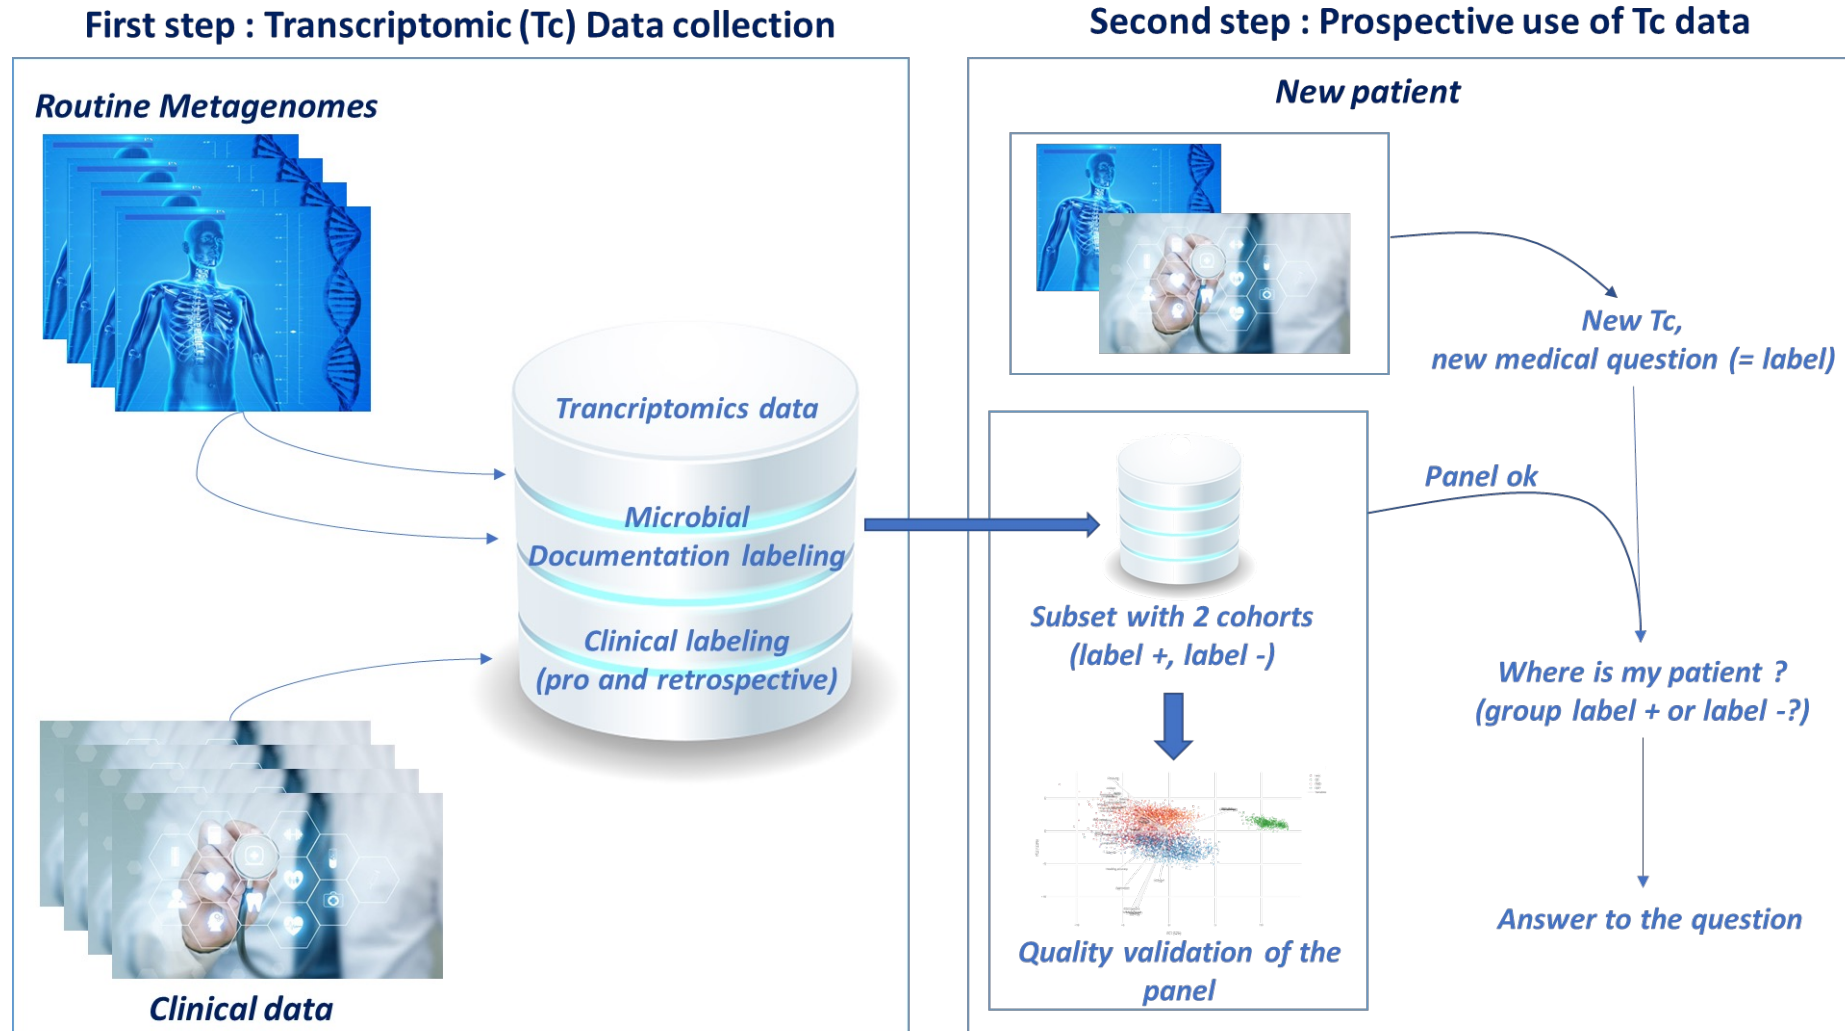 First step : Transcriptomic (Tc) Data collection
Routine Metagenomes
Trancriptomics data
Microbial
Documentation labeling
Clinical labeling
(pro and retrospective)
Clinical data
Second step : Prospective use of Tc data
New patient
New Tc,
new medical question (= label)
Panel ok
Subset with 2 cohorts
(label +, label -)
Quality validation of the
panel
Where is my patient ?
(group label + or label -?)
Answer to the question